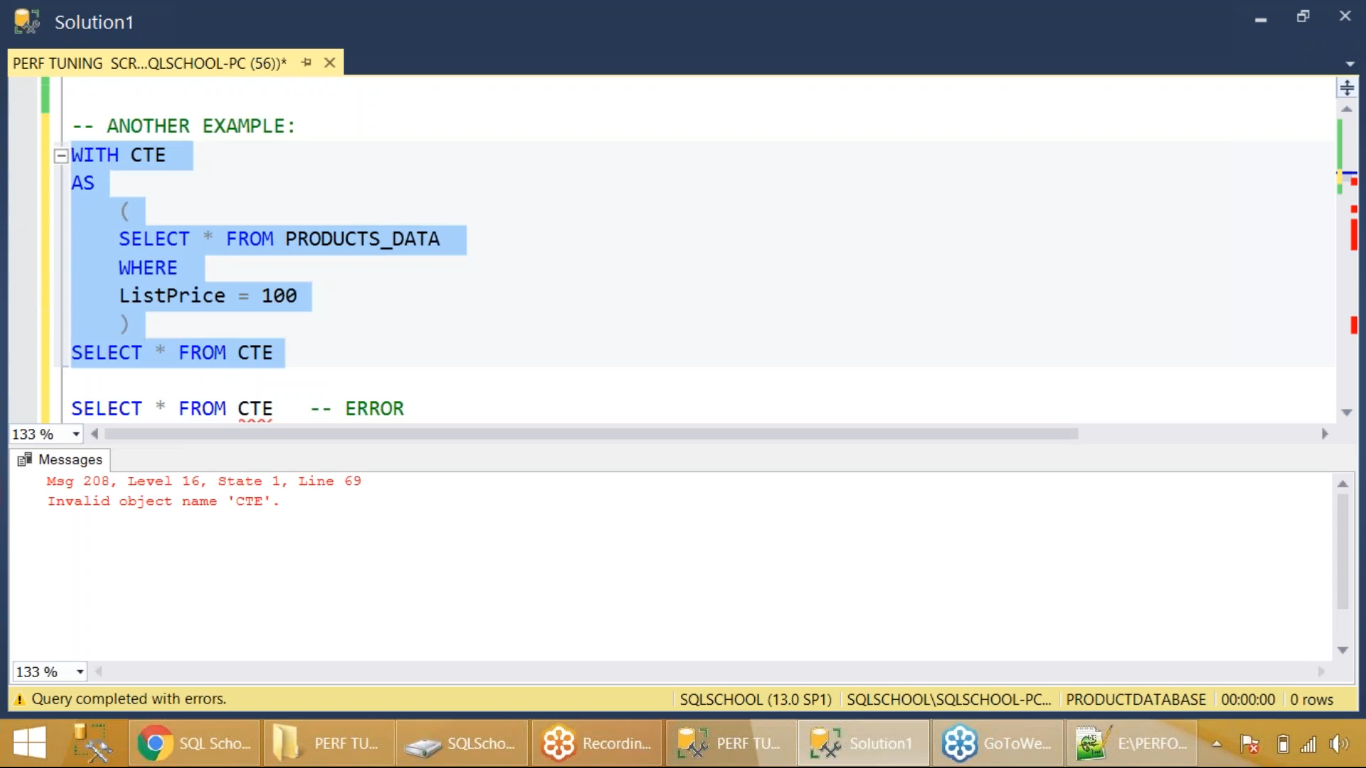 Solution1
PERF TUNING  SCR...QLSCHOOL-PC (56))*
-- ANOTHER EXAMPLE:
WITH CTE
AS
(
SELECT * FROM PRODUCTS_DATA
WHERE
ListPrice = 100
)
SELECT * FROM CTE
SELECT * FROM CTE   -- ERROR
133 %
Messages
Msg 208, Level 16, State 1, Line 69
Invalid object name 'CTE'.
133 %
Query completed with errors.
SQLSCHOOL (13.0 SP1)
SQLSCHOOL\SQLSCHOOL-PC...
PRODUCTDATABASE
00:00:00
0 rows
SQL Scho...
PERF TU...
SQLScho...
Recordin...
PERF TU...
Solution1
GoToWe...
E:\PERFO...